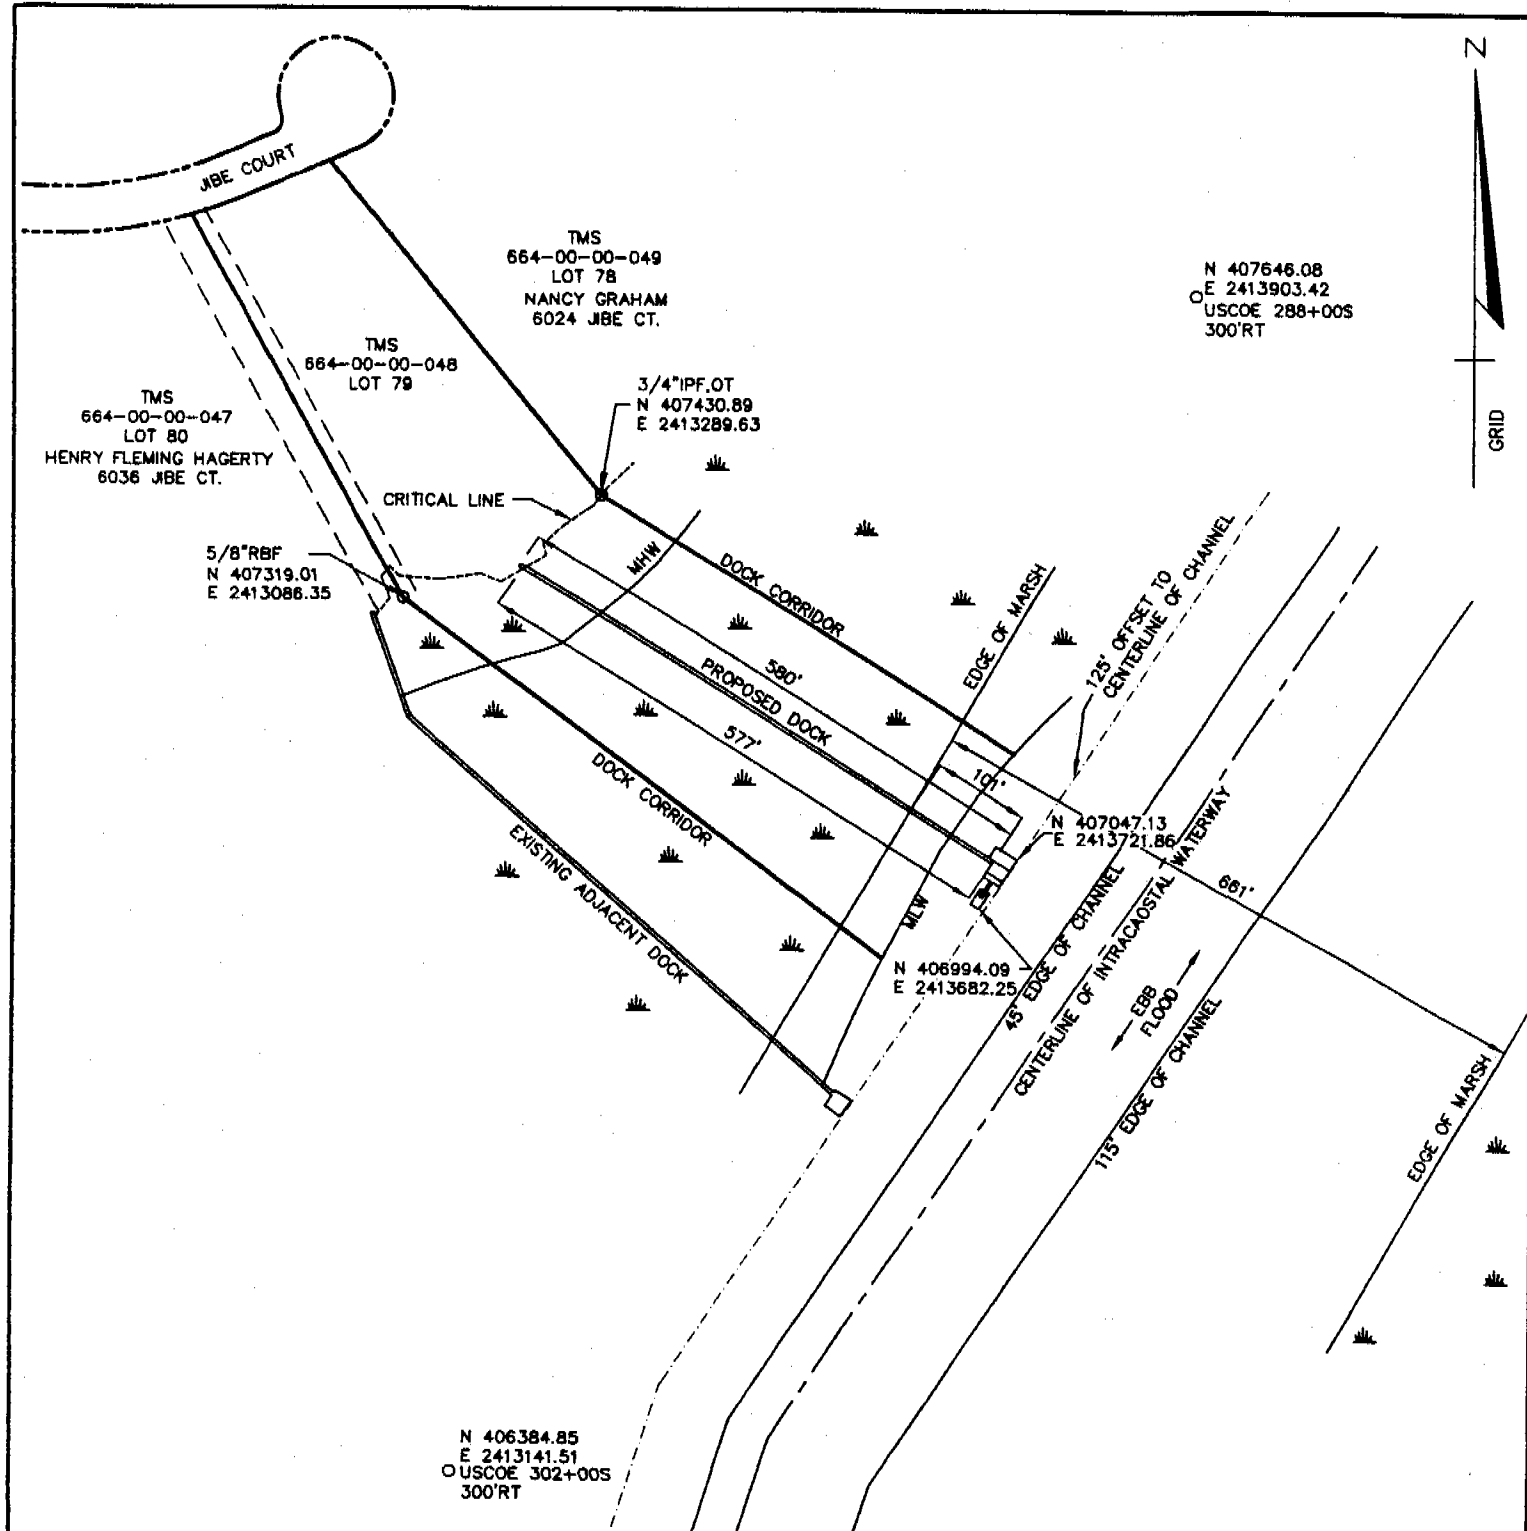 Z
JIBE COURT
TMS
664-00-00-049
LOT 78
NANCY GRAHAM
6024 JIBE CT.
N 407646.08
E 2413903.42
USCOE 288+00S
300'RT
TMS
664-00-00-048
LOT 79
3/4"IPF.OT
N 407430.89
E 2413289.63
TMS
664-00-00-047
LOT 80
HENRY FLEMING HAGERTY
6036 JIBE CT.
GRID
CRITICAL LINE
5/8"RBF
N 407319.01
E 2413086.35
MHW
DOCK CORRIDOR
EDGE OF MARSH
125' OFFSET TO
CENTERLINE OF CHANNEL
580'
PROPOSED DOCK
577'
101'
DOCK CORRIDOR
EXISTING ADJACENT DOCK
N 407047.13
E 2413721.86
661'
MLW
N 406994.09
E 2413682.25
45' EDGE OF CHANNEL
CENTERLINE OF INTRACAOSTAL WATERWAY
EBB
FLOOD
115' EDGE OF CHANNEL
EDGE OF MARSH
N 406384.85
E 2413141.51
USCOE 302+00S
300'RT